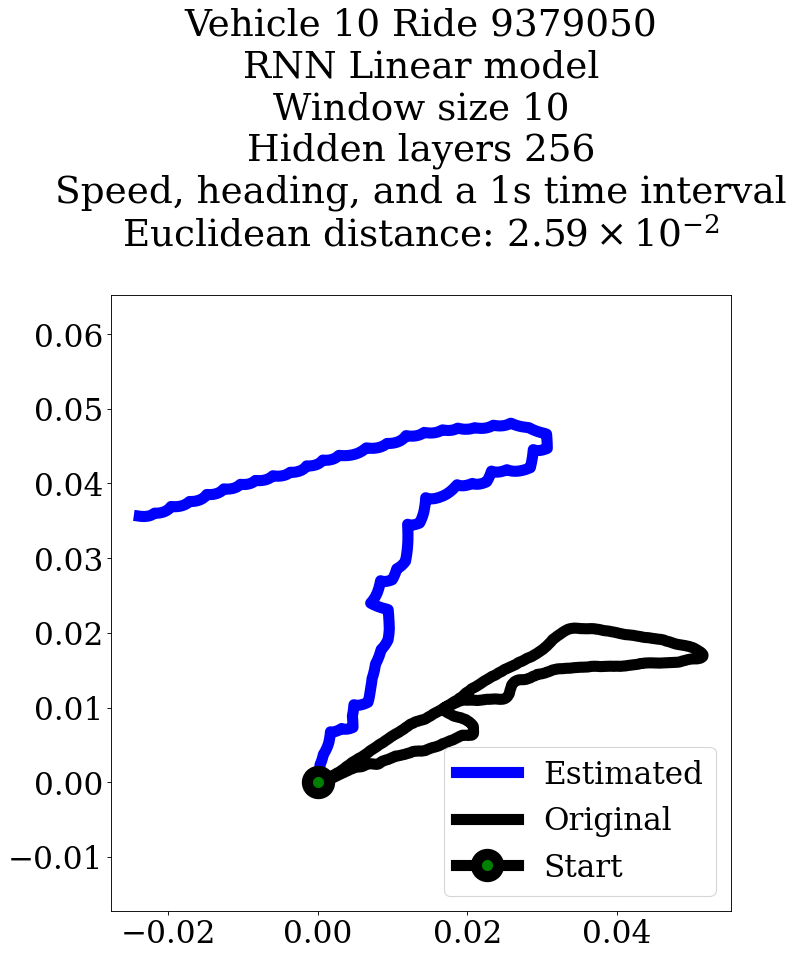 Vehicle 10 Ride 9379050
RNN Linear model
Window size 10
Hidden layers 256
Speed, heading, and a 1s time interval
Euclidean distance: 2.59 × 10⁻²
0.06
0.05
0.04
0.03
0.02
0.01
0.00
−0.01
Estimated
Original
Start
−0.02 0.00 0.02 0.04